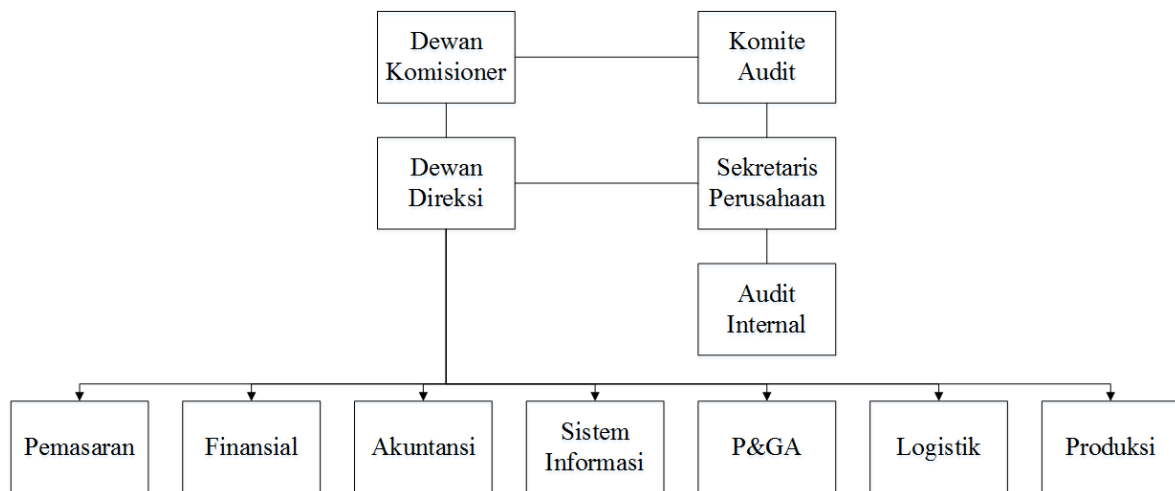 Dewan
Komisioner
Komite
Audit
Dewan
Direksi
Sekretaris
Perusahaan
Audit
Internal
Pemasaran
Finansial
Akuntansi
Sistem
Informasi
P&GA
Logistik
Produksi